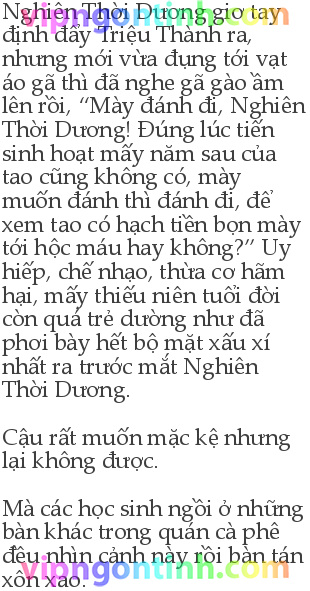 Nghiên Thời Dương giơ tay
định đẩy Triệu Thành ra,
nhưng mới vừa đụng tới vạt
áo gã thì đã nghe gã gào ầm
lên rồi, “Mày đánh đi, Nghiên
Thời Dương! Đúng lúc tiền
sinh hoạt mấy năm sau của
tao cũng không có, mày
muốn đánh thì đánh đi, để
xem tao có hạch tiền bọn mày
tới hộc máu hay không?” Uy
hiếp, chế nhạo, thừa cơ hãm
hại, mấy thiếu niên tuổi đời
còn quá trẻ dường như đã
phơi bày hết bộ mặt xấu xí
nhất ra trước mắt Nghiên
Thời Dương.
Cậu rất muốn mặc kệ nhưng
lại không được.
Mà các học sinh ngồi ở những
bàn khác trong quán cà phê
đều nhìn cảnh này rồi bàn tán
xôn xao.
vipngontinh.com
vipngontinh.com